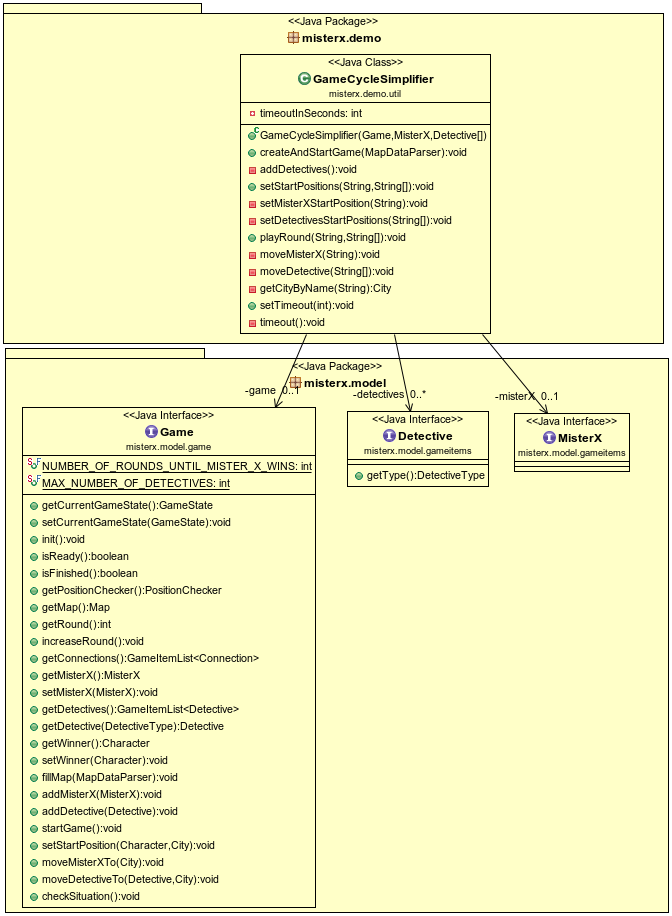 <<Java Package>>
misterx.demo
<<Java Class>>
GameCycleSimplifier
misterx.demo.util
timeoutInSeconds: int
GameCycleSimplifier(Game,MisterX,Detective[])
createAndStartGame(MapDataParser):void
addDetectives():void
setStartPositions(String,String[]):void
setMisterXStartPosition(String):void
setDetectivesStartPositions(String[]):void
playRound(String,String[]):void
moveMisterX(String):void
moveDetective(String[]):void
getCityByName(String):City
setTimeout(int):void
timeout():void
<<Java Package>>
misterx.model
-game 0..1
-detectives 0..*
-misterX 0..1
<<Java Interface>>
Game
misterx.model.game
NUMBER_OF_ROUNDS_UNTIL_MISTER_X_WINS: int
MAX_NUMBER_OF_DETECTIVES: int
getCurrentGameState():GameState
setCurrentGameState(GameState):void
init():void
isReady():boolean
isFinished():boolean
getPositionChecker():PositionChecker
getMap():Map
getRound():int
increaseRound():void
getConnections():GameItemList<Connection>
getMisterX():MisterX
setMisterX(MisterX):void
getDetectives():GameItemList<Detective>
getDetective(DetectiveType):Detective
getWinner():Character
setWinner(Character):void
fillMap(MapDataParser):void
addMisterX(MisterX):void
addDetective(Detective):void
startGame():void
setStartPosition(Character,City):void
moveMisterXTo(City):void
moveDetectiveTo(Detective,City):void
checkSituation():void
<<Java Interface>>
Detective
misterx.model.gameitems
getType():DetectiveType
<<Java Interface>>
MisterX
misterx.model.gameitems